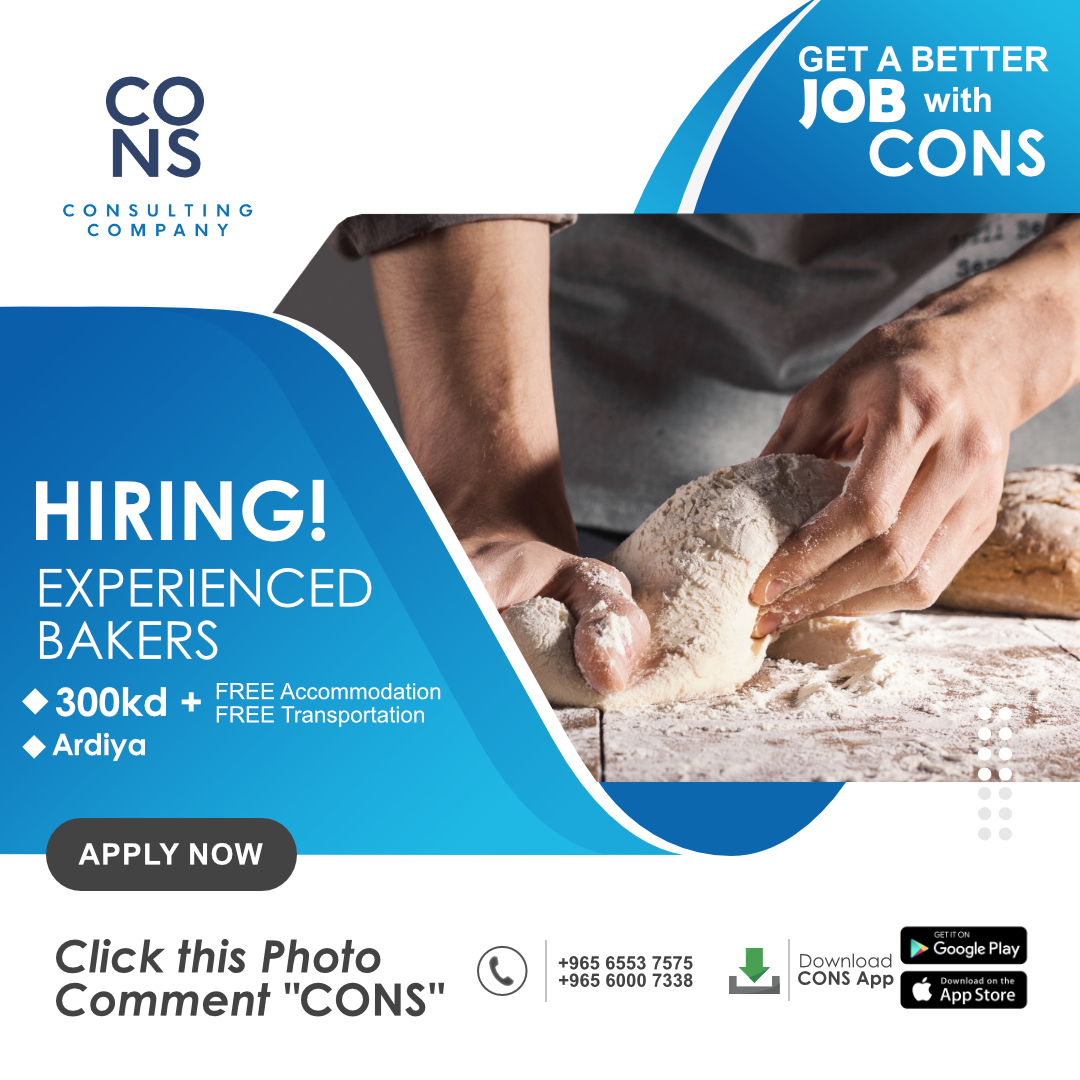 CO
NS
CONSULTING
COMPANY
GET A BETTER
JOB with
CONS
HIRING!
EXPERIENCED
BAKERS
300kd + FREE Accommodation
FREE Transportation
Ardiya
APPLY NOW
Click this Photo
Comment "CONS"
+965 6553 7575
+965 6000 7338
Download
CONS App
GET IT ON
Google Play
Download on the
App Store